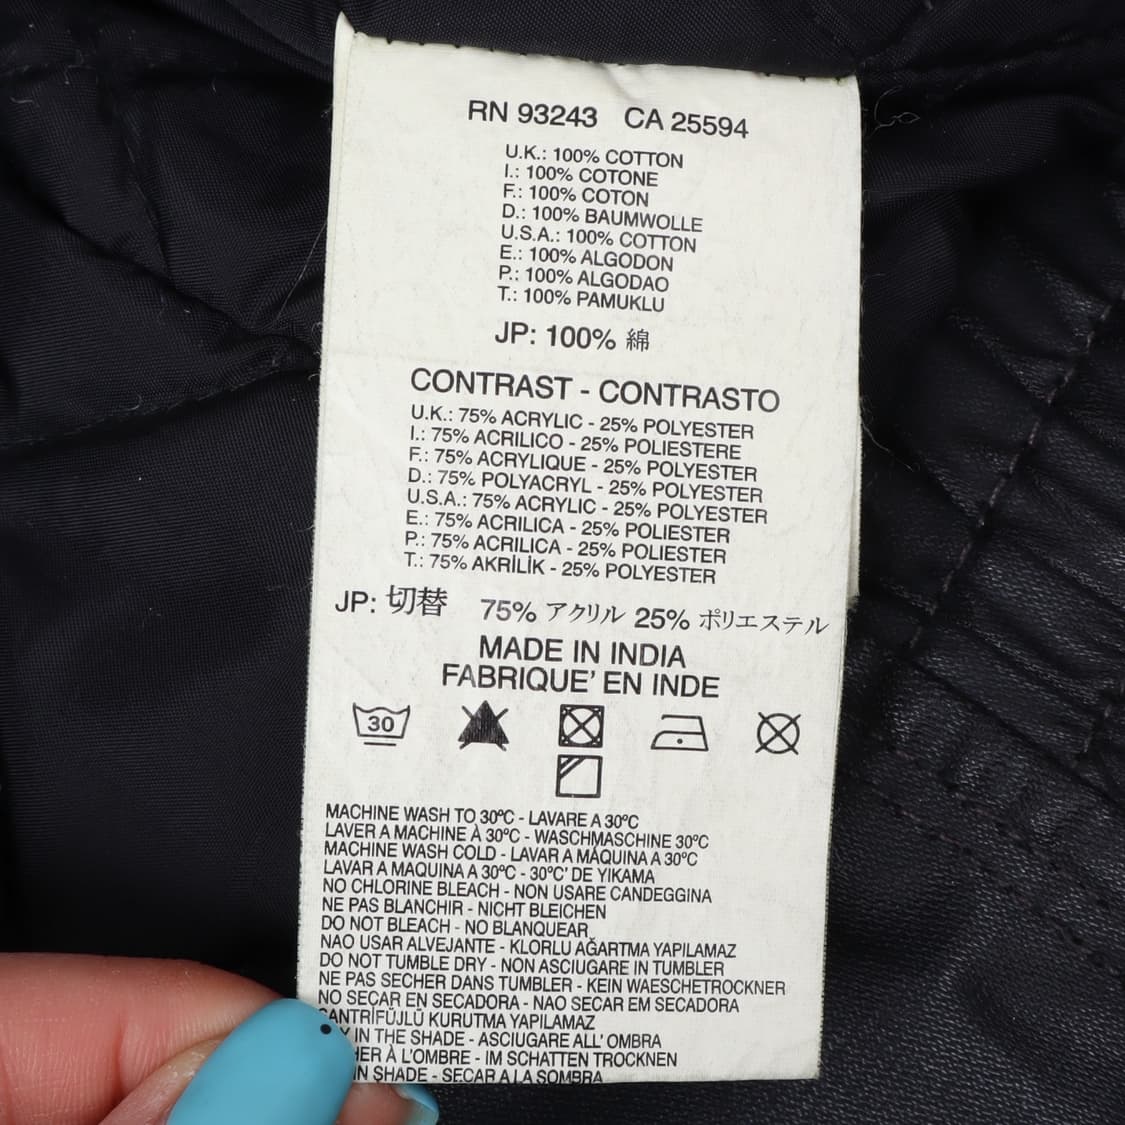 RN 93243 CA 25594
U.K.: 100% COTTON
I.: 100% COTONE
F.: 100% COTON
D.: 100% BAUMWOLLE
U.S.A.: 100% COTTON
E.: 100% ALGODON
P.: 100% ALGODAO
T.: 100% PAMUKLU
JP: 100% 綿
CONTRAST - CONTRASTO
U.K.: 75% ACRYLIC - 25% POLYESTER
I.: 75% ACRILICO - 25% POLIESTERE
F.: 75% ACRYLIQUE - 25% POLYESTER
D.: 75% POLYACRYL - 25% POLYESTER
U.S.A.: 75% ACRYLIC - 25% POLYESTER
E.: 75% ACRILICA - 25% POLIESTER
P.: 75% ACRILICA - 25% POLIESTER
T.: 75% AKRİLİK - 25% POLYESTER
JP: 切替 75% アクリル 25% ポリエステル
MADE IN INDIA
FABRIQUE' EN INDE
30
MACHINE WASH TO 30ºC - LAVARE A 30ºC
LAVER A MACHINE À 30ºC - WASCHMASCHINE 30ºC
MACHINE WASH COLD - LAVAR A MÁQUINA A 30ºC
LAVAR A MAQUINA A 30ºC - 30ºC' DE YIKAMA
NO CHLORINE BLEACH - NON USARE CANDEGGINA
NE PAS BLANCHIR - NICHT BLEICHEN
DO NOT BLEACH - NO BLANQUEAR
NAO USAR ALVEJANTE - KLORLU AĞARTMA YAPILAMAZ
DO NOT TUMBLE DRY - NON ASCIUGARE IN TUMBLER
NE PAS SECHER DANS TUMBLER - KEIN WAESCHETROCKNER
NO SECAR EN SECADORA - NAO SECAR EM SECADORA
SANTRİFÜJLÜ KURUTMA YAPILAMAZ
IN THE SHADE - ASCIUGARE ALL' OMBRA
À L'OMBRE - IM SCHATTEN TROCKNEN
IN SHADE - SECAR A LA SOMBRA